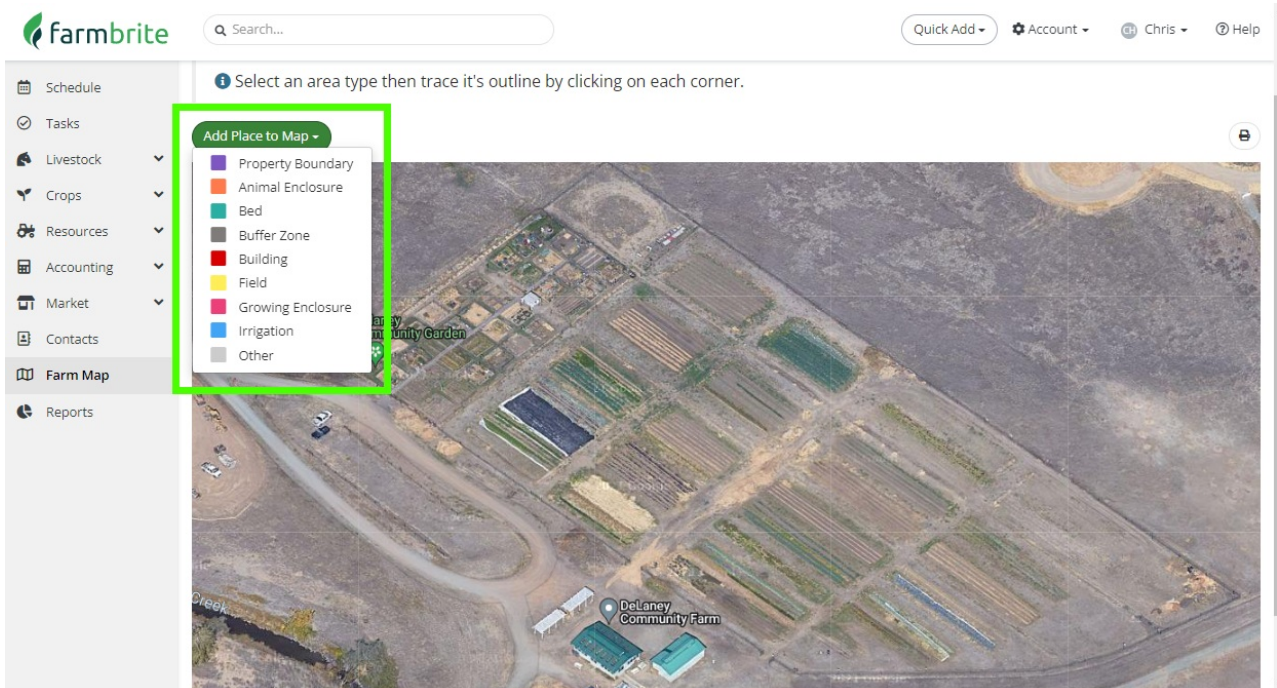 farmbrite
Search...
Quick Add
Account
CH
Chris
Help
Schedule
Tasks
Livestock
Crops
Resources
Accounting
Market
Contacts
Farm Map
Reports
Select an area type then trace it's outline by clicking on each corner.
Add Place to Map
Property Boundary
Animal Enclosure
Bed
Buffer Zone
Building
Field
Growing Enclosure
Irrigation
Other
Garden
Creek
DeLaney
Community Farm